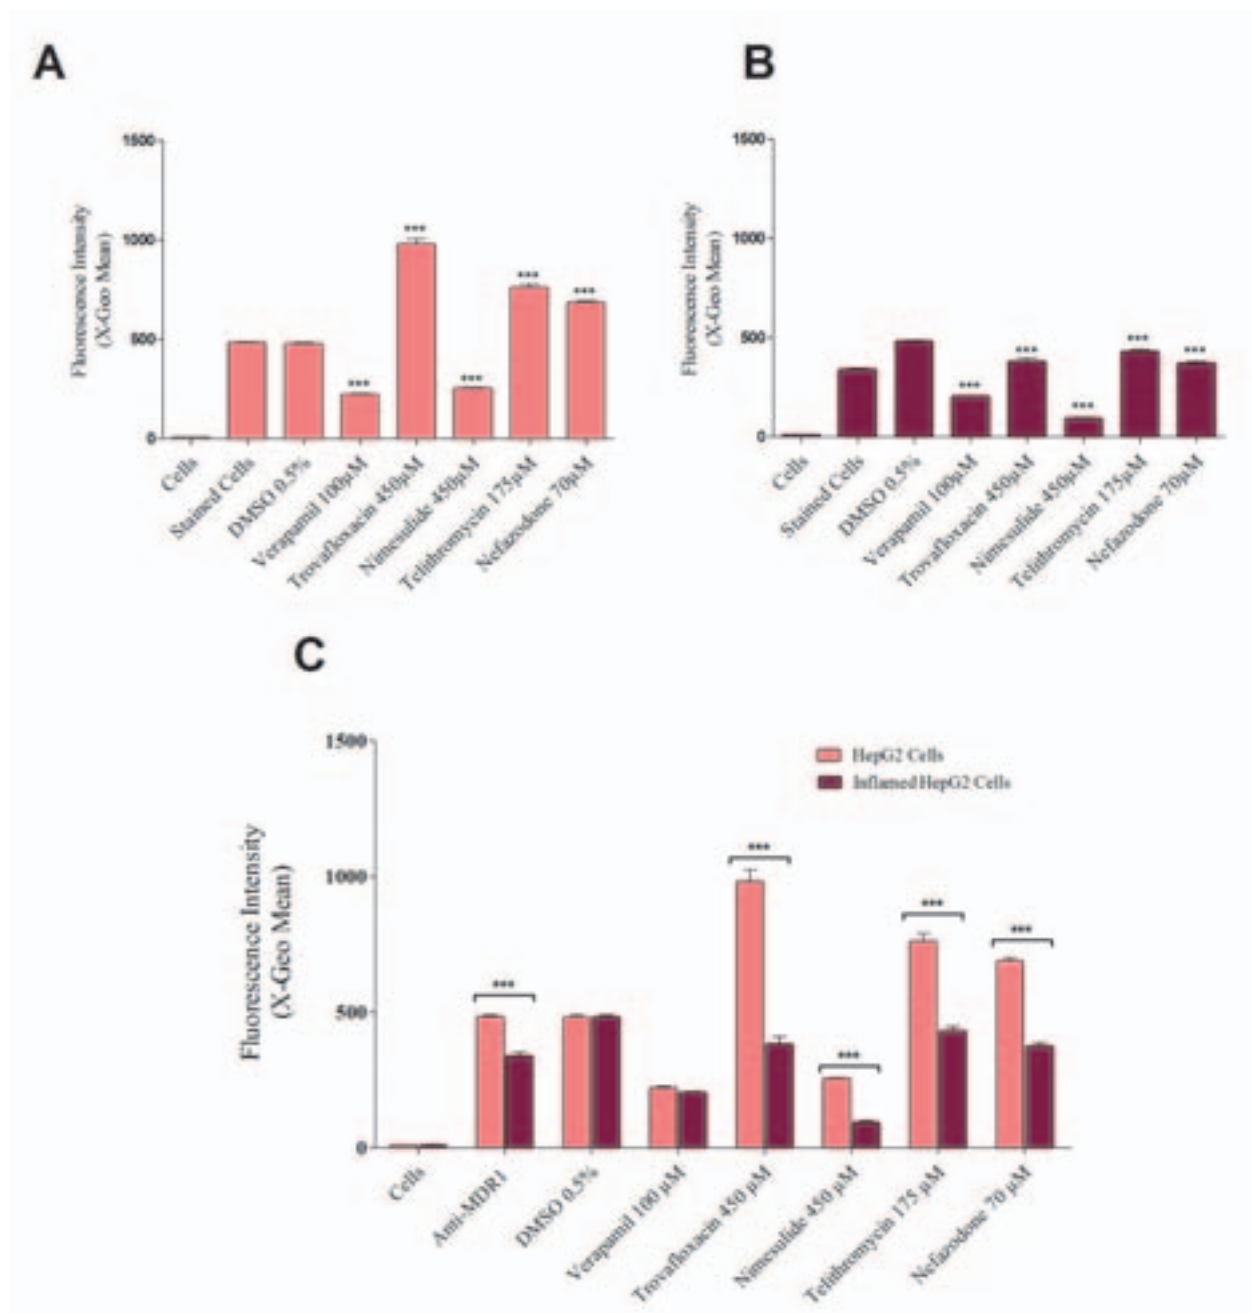 A
1500
1000
500
0
Fluorescence Intensity
(X-Geo Mean)
***
***
***
***
***
Cells
Stained Cells
DMSO 0.5%
Verapamil 100µM
Trovafloxacin 450µM
Nimesulide 450µM
Telithromycin 175µM
Nefazodone 70µM
B
1500
1000
500
0
Fluorescence Intensity
(X-Geo Mean)
***
***
***
***
***
Cells
Stained Cells
DMSO 0.5%
Verapamil 100µM
Trovafloxacin 450µM
Nimesulide 450µM
Telithromycin 175µM
Nefazodone 70µM
C
1500
1000
500
0
Fluorescence Intensity
(X-Geo Mean)
HepG2 Cells
Inflamed HepG2 Cells
***
***
***
***
***
Cells
Anti-MDR1
DMSO 0.5%
Verapamil 100 µM
Trovafloxacin 450 µM
Nimesulide 450 µM
Telithromycin 175 µM
Nefazodone 70 µM